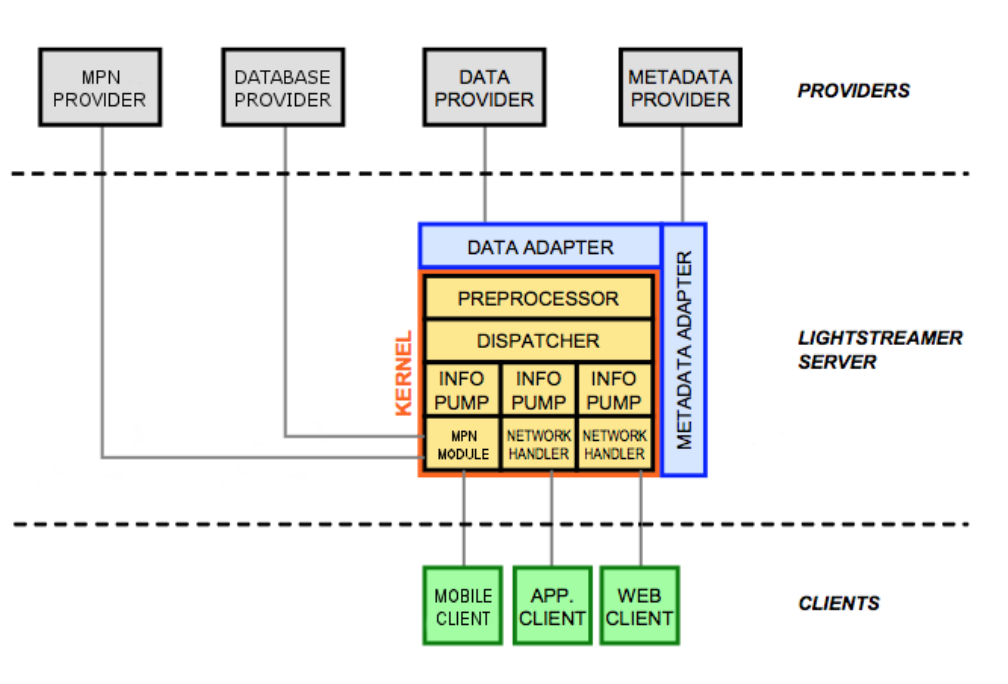 MPN
PROVIDER
DATABASE
PROVIDER
DATA
PROVIDER
METADATA
PROVIDER
PROVIDERS
DATA ADAPTER
METADATA ADAPTER
KERNEL
PREPROCESSOR
DISPATCHER
INFO
PUMP
INFO
PUMP
INFO
PUMP
MPN
MODULE
NETWORK
HANDLER
NETWORK
HANDLER
LIGHTSTREAMER
SERVER
MOBILE
CLIENT
APP.
CLIENT
WEB
CLIENT
CLIENTS